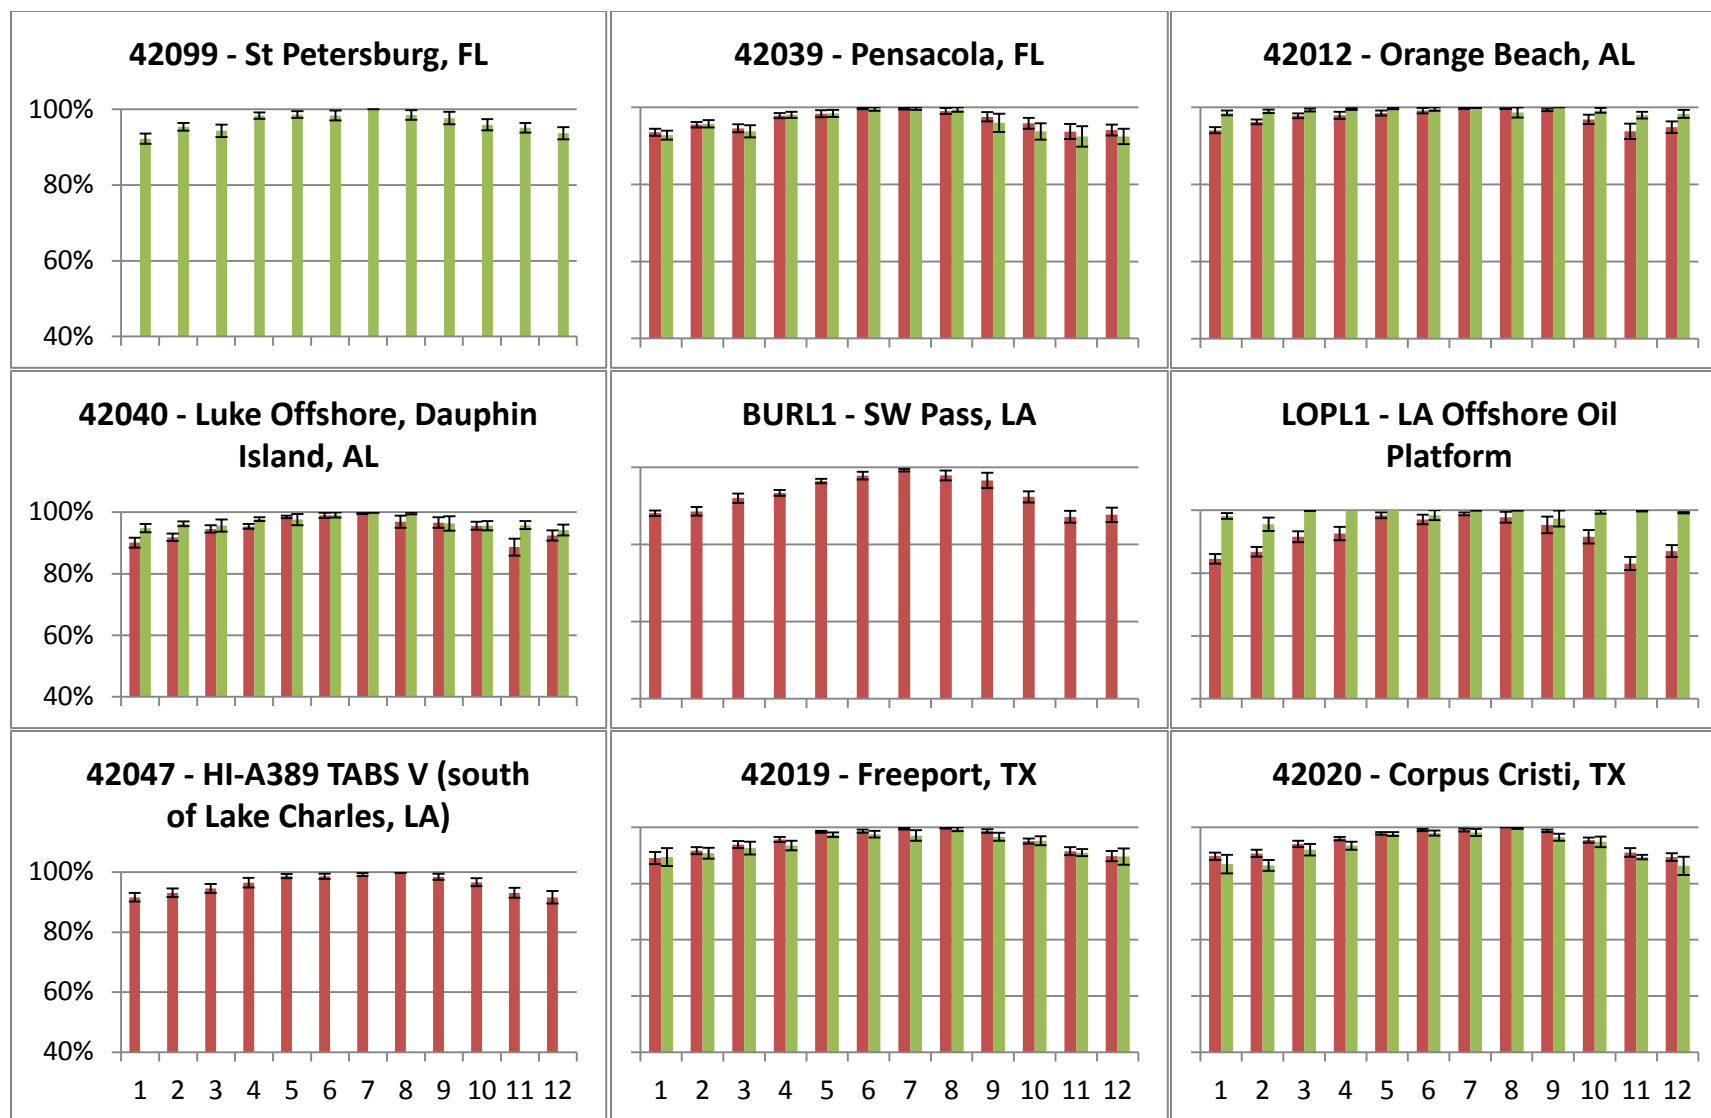 42099 - St Petersburg, FL
100%
80%
60%
40%
42039 - Pensacola, FL
42012 - Orange Beach, AL
42040 - Luke Offshore, Dauphin
Island, AL
100%
80%
60%
40%
BURL1 - SW Pass, LA
LOPL1 - LA Offshore Oil
Platform
42047 - HI-A389 TABS V (south
of Lake Charles, LA)
100%
80%
60%
40%
1 2 3 4 5 6 7 8 9 10 11 12
42019 - Freeport, TX
1 2 3 4 5 6 7 8 9 10 11 12
42020 - Corpus Cristi, TX
1 2 3 4 5 6 7 8 9 10 11 12